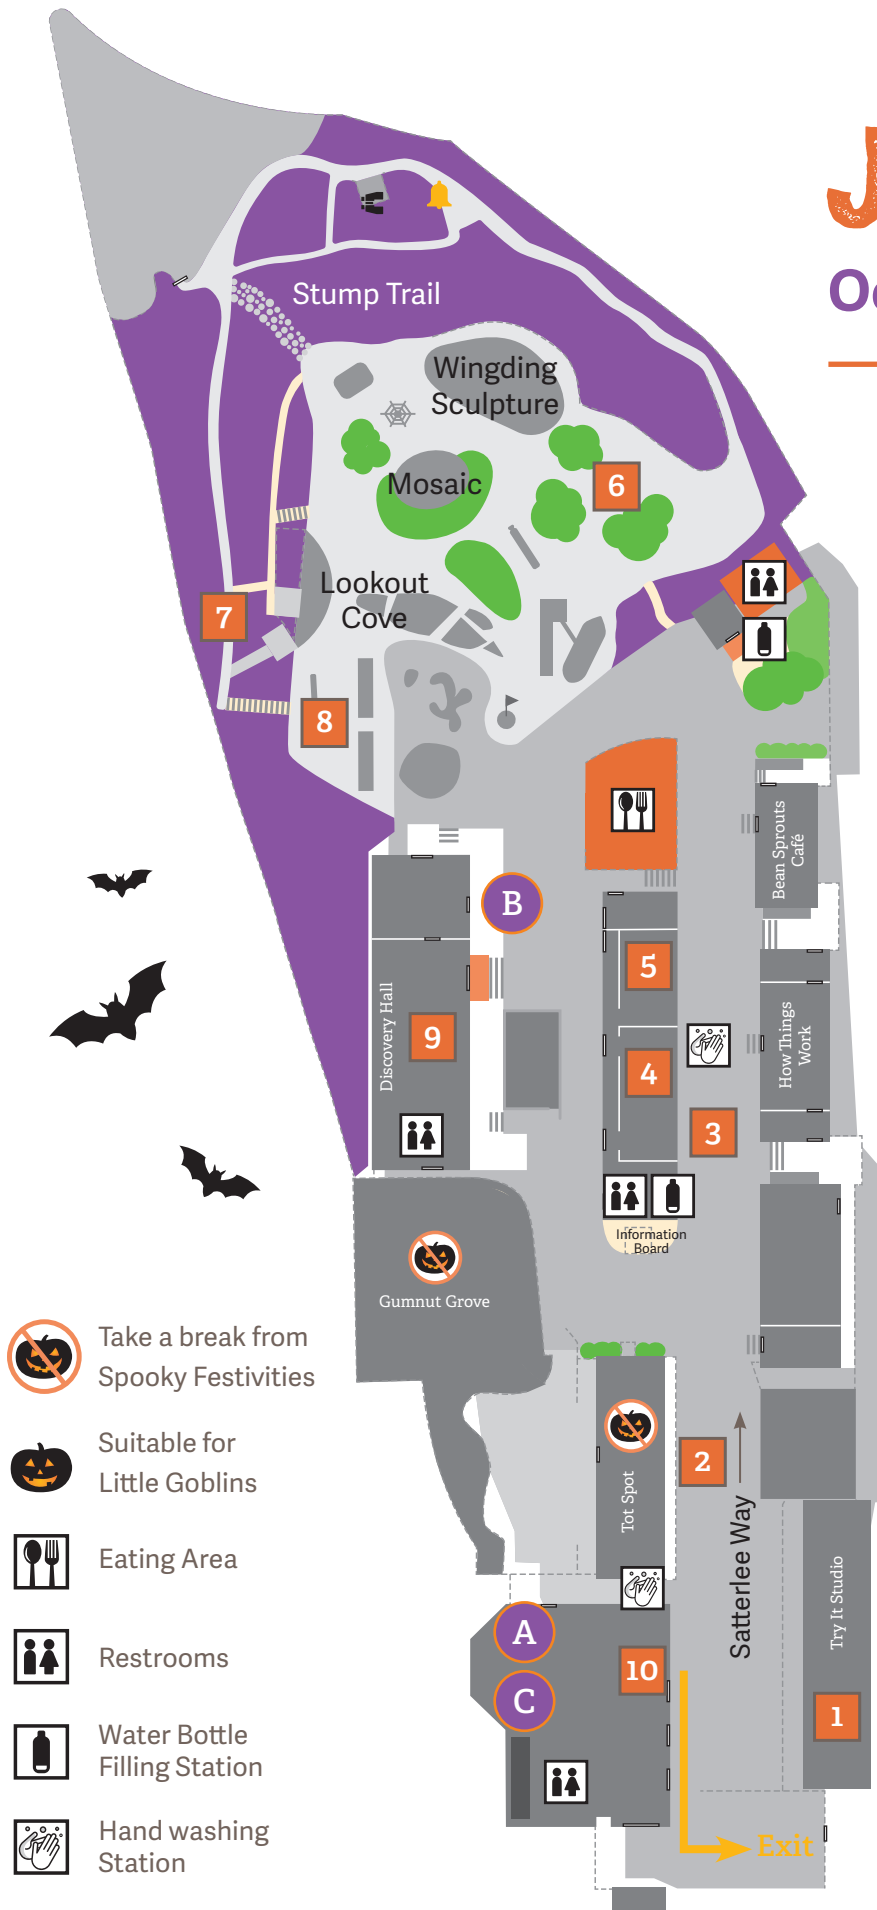 J
Oc
Stump Trail
Wingding
Sculpture
Mosaic
6
Lookout
Cove
7
8
Bean Sprouts
Café
B
5
Discovery Hall
9
How Things
Work
4
3
Information
Board
Gumnut Grove
Take a break from
Spooky Festivities
Suitable for
Little Goblins
2
Tot Spot
Satterlee Way
Eating Area
Try It Studio
A
Restrooms
10
C
1
Water Bottle
Filling Station
Hand washing
Station
Exit